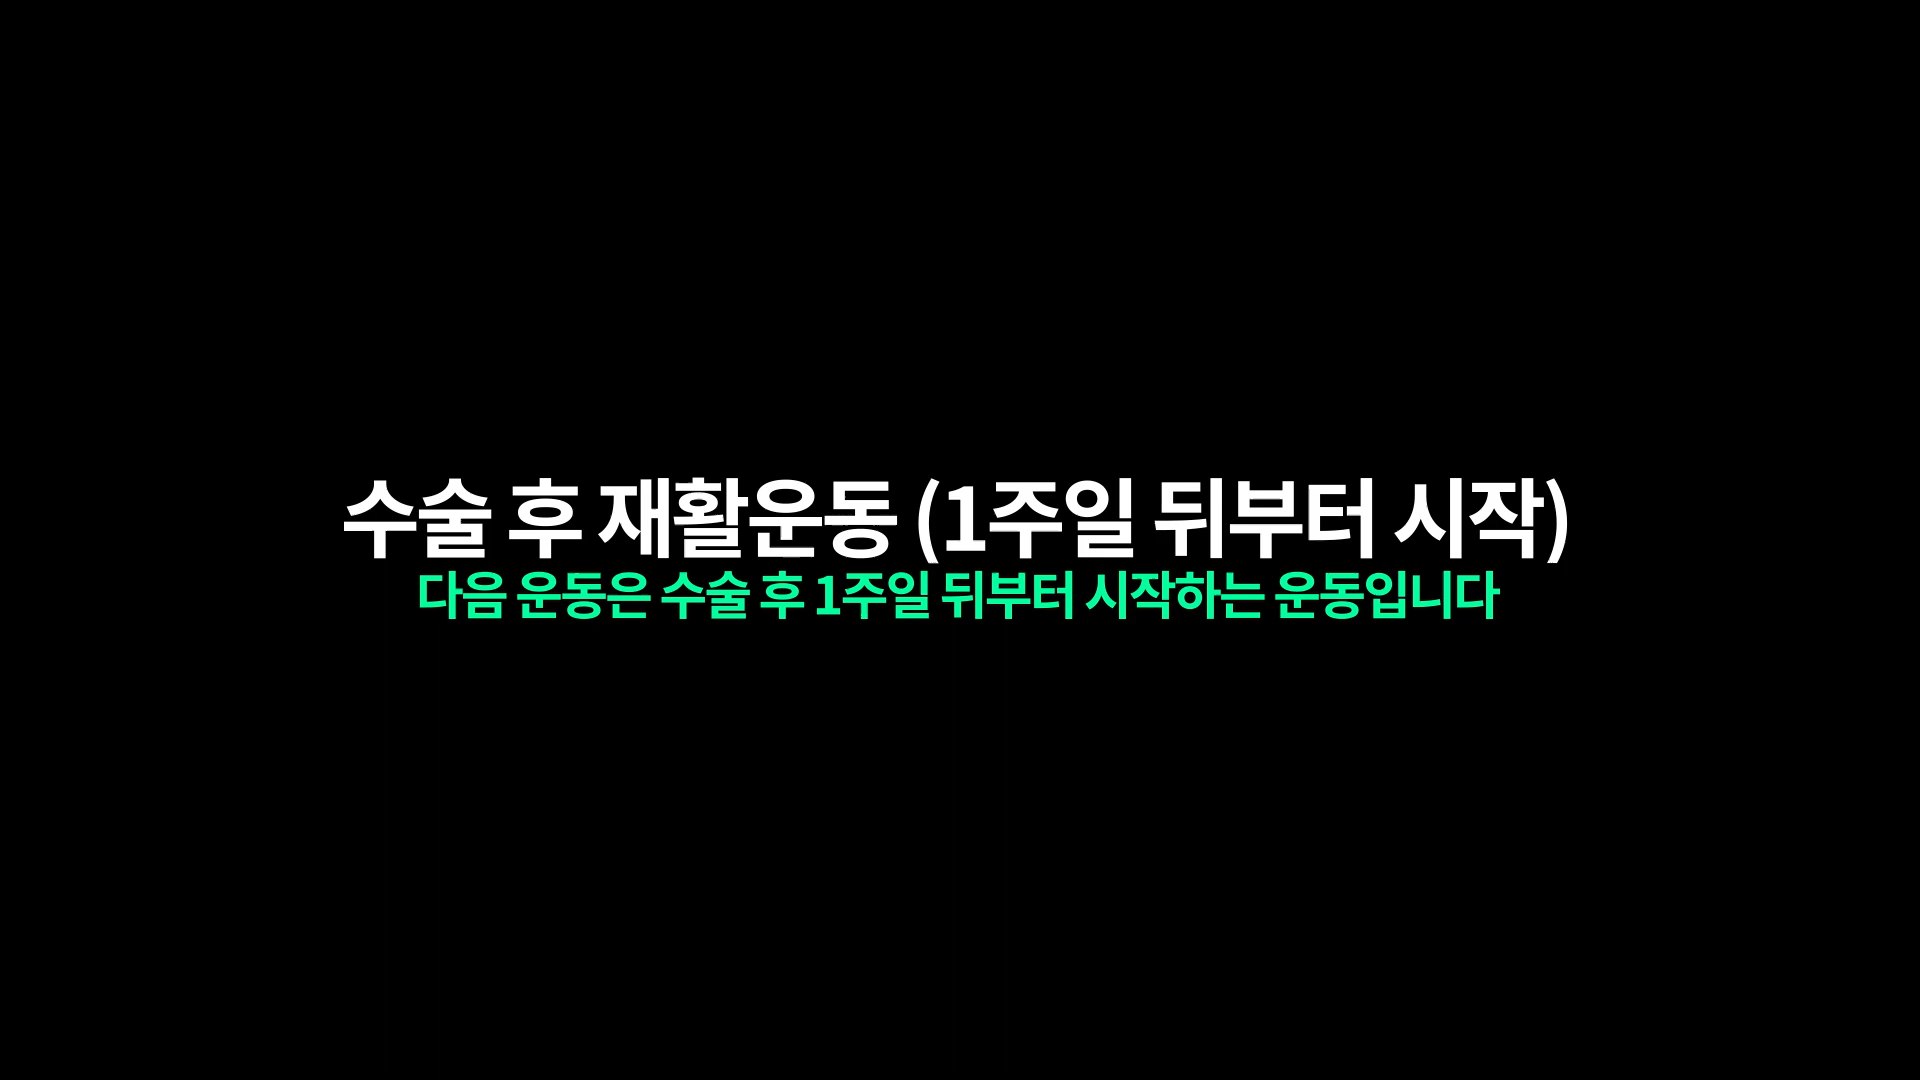 수술 후 재활운동 (1주일 뒤부터 시작)
다음 운동은 수술 후 1주일 뒤부터 시작하는 운동입니다